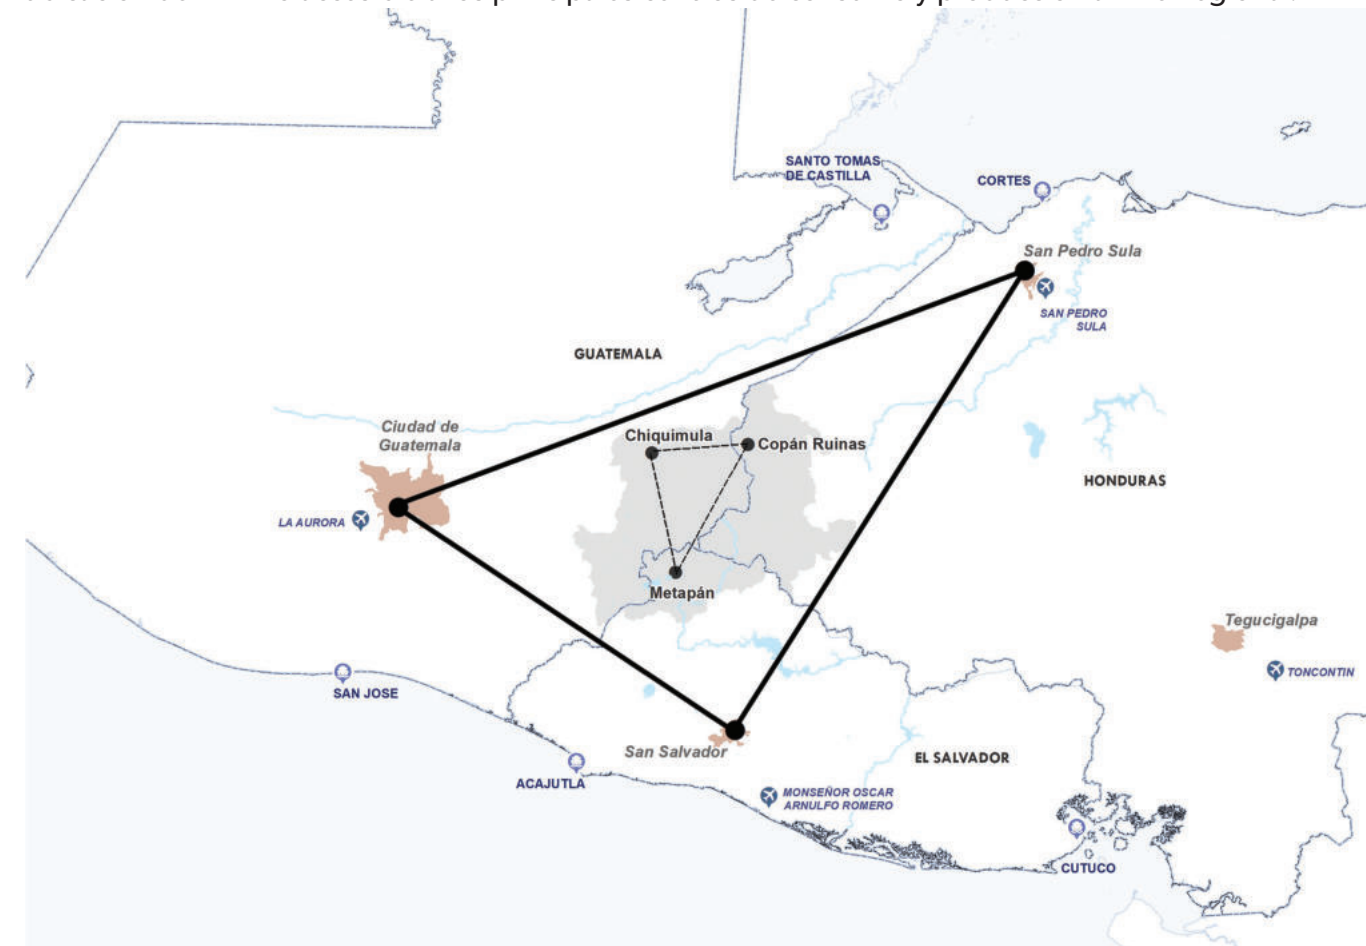 SANTO TOMAS
DE CASTILLA
CORTES
San Pedro Sula
SAN PEDRO
SULA
GUATEMALA
Ciudad de
Guatemala
Chiquimula
Copán Ruinas
HONDURAS
LA AURORA
Metapán
Tegucigalpa
TONCONTIN
SAN JOSE
San Salvador
EL SALVADOR
ACAJUTLA
MONSEÑOR OSCAR
ARNULFO ROMERO
CUTUCO